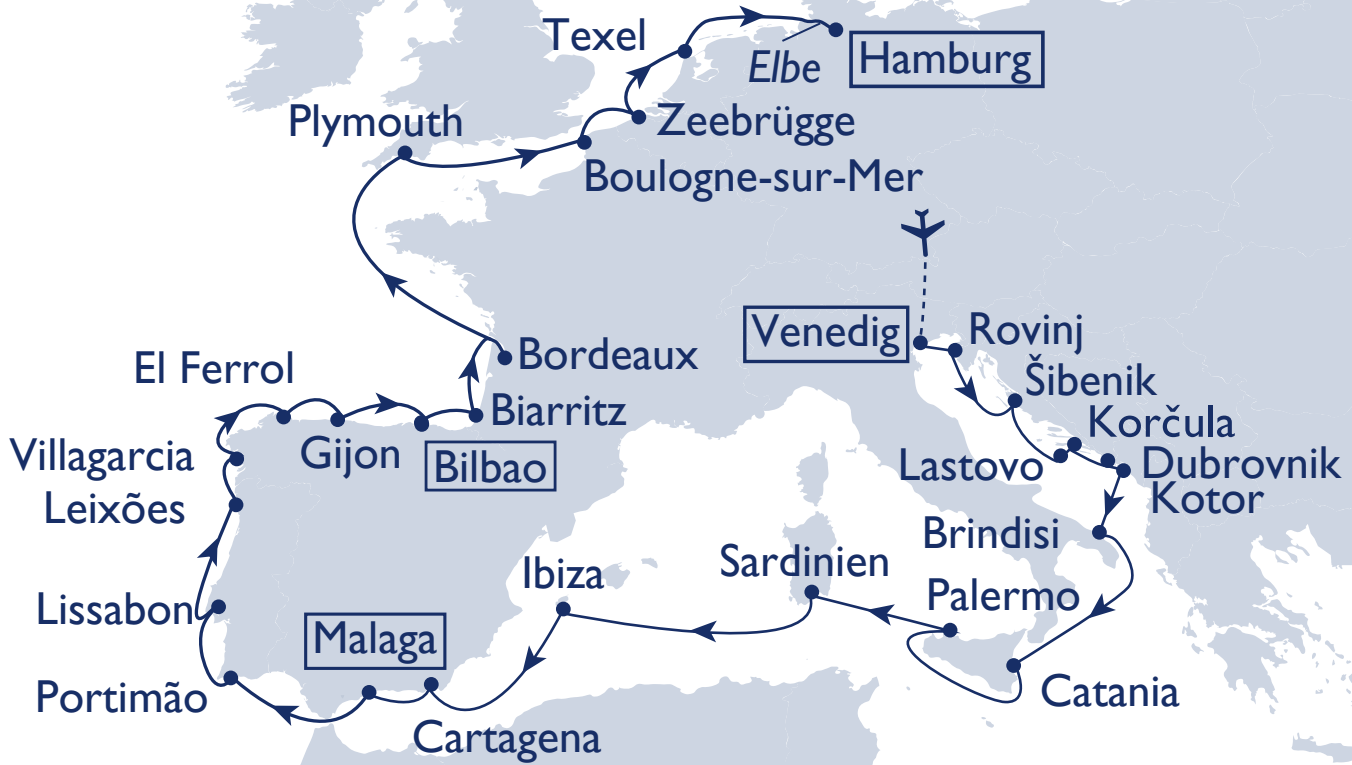 Texel
Elbe
Hamburg
Plymouth
Zeebrügge
Boulogne-sur-Mer
Venedig
Rovinj
Bordeaux
El Ferrol
Šibenik
Biarritz
Korčula
Villagarcia
Gijon
Bilbao
Lastovo
Dubrovnik
Kotor
Leixões
Brindisi
Sardinien
Ibiza
Palermo
Lissabon
Malaga
Portimão
Catania
Cartagena